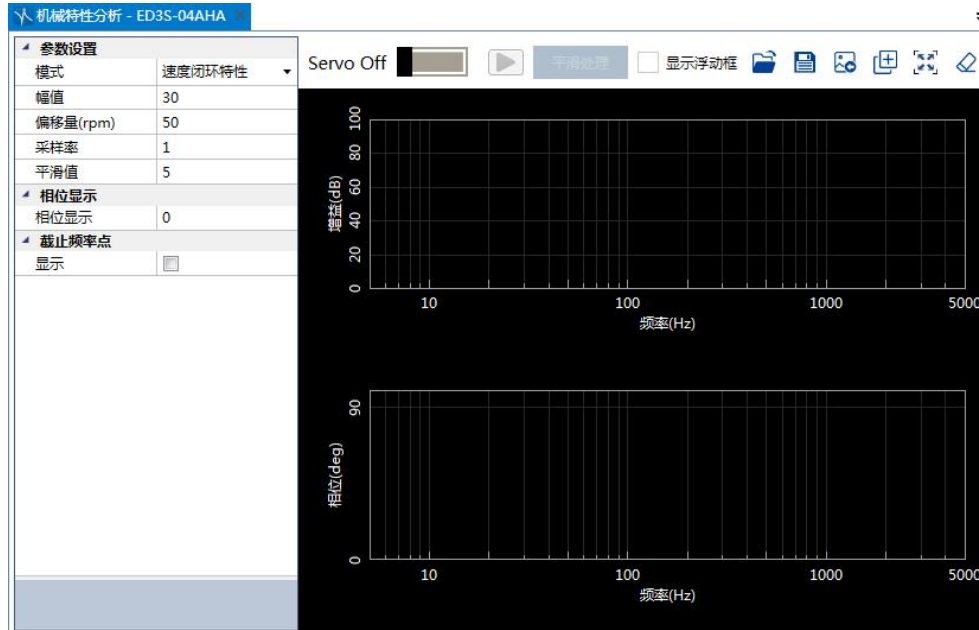 机械特性分析 - ED3S-04AHA
参数设置
模式 速度闭环特性
幅值 30
偏移量(rpm) 50
采样率 1
平滑值 5
相位显示
相位显示 0
截止频率点
显示
Servo Off 平滑处理 显示浮动框
100
80
60
40
20
0
增益(dB)
10 100 1000 5000
频率(Hz)
90
0
相位(deg)
10 100 1000 5000
频率(Hz)